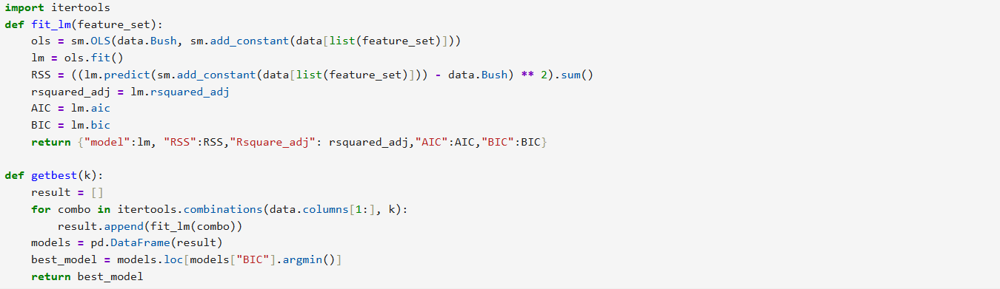 import itertools
def fit_lm(feature_set):
    ols = sm.OLS(data.Bush, sm.add_constant(data[list(feature_set)]))
    lm = ols.fit()
    RSS = ((lm.predict(sm.add_constant(data[list(feature_set)])) - data.Bush) ** 2).sum()
    rsquared_adj = lm.rsquared_adj
    AIC = lm.aic
    BIC = lm.bic
    return {"model":lm, "RSS":RSS,"Rsquare_adj": rsquared_adj,"AIC":AIC,"BIC":BIC}

def getbest(k):
    result = []
    for combo in itertools.combinations(data.columns[1:], k):
        result.append(fit_lm(combo))
    models = pd.DataFrame(result)
    best_model = models.loc[models["BIC"].argmin()]
    return best_model